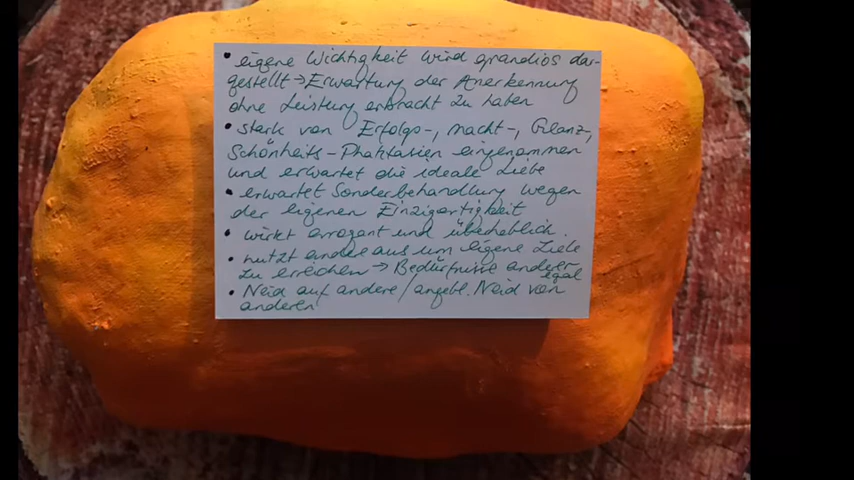 • eigene Wichtigkeit wird grandios dar-
gestellt → Erwartung der Anerkennung
ohne Leistung erbracht zu haben
• stark von Erfolgs-, Macht-, Glanz-,
Schönheits-Phantasien eingenommen
und erwartet die ideale Liebe
• erwartet Sonderbehandlung wegen
der eigenen Einzigartigkeit
• wirkt arrogant und überheblich.
• nutzt andere aus um eigene Ziele
zu erreichen → Bedürfnisse anderer
egal
• Neid auf andere / angebl. Neid von
anderen